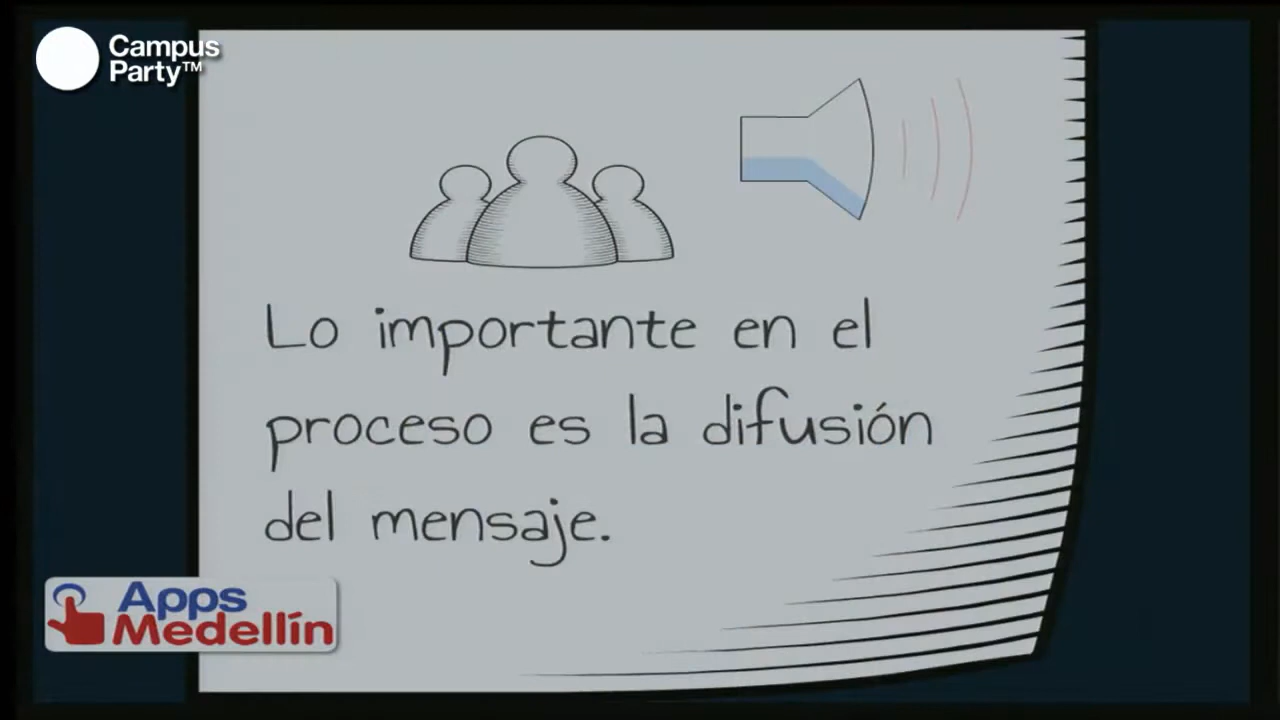 Campus
Party™
Lo importante en el
proceso es la difusión
del mensaje.
Apps
Medellín